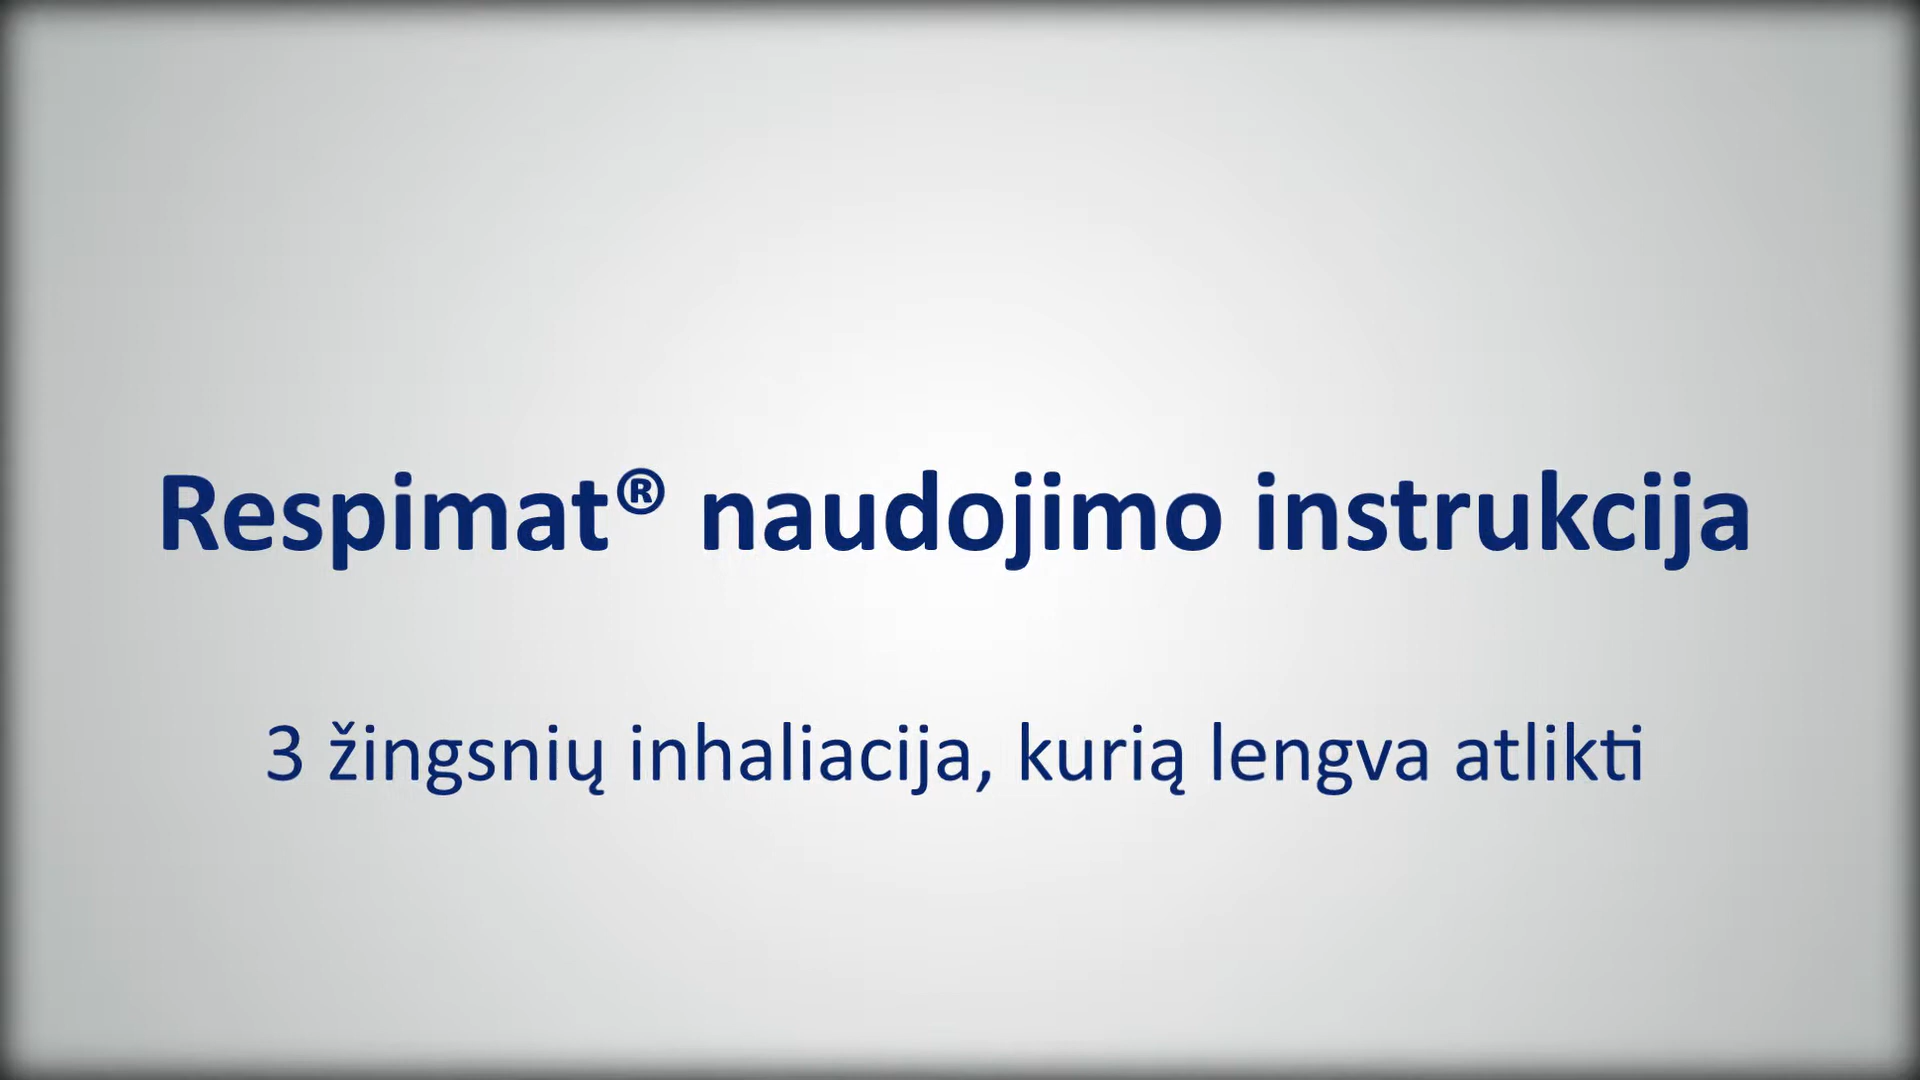 Respimat® naudojimo instrukcija
3 žingsnių inhaliacija, kurią lengva atlikti